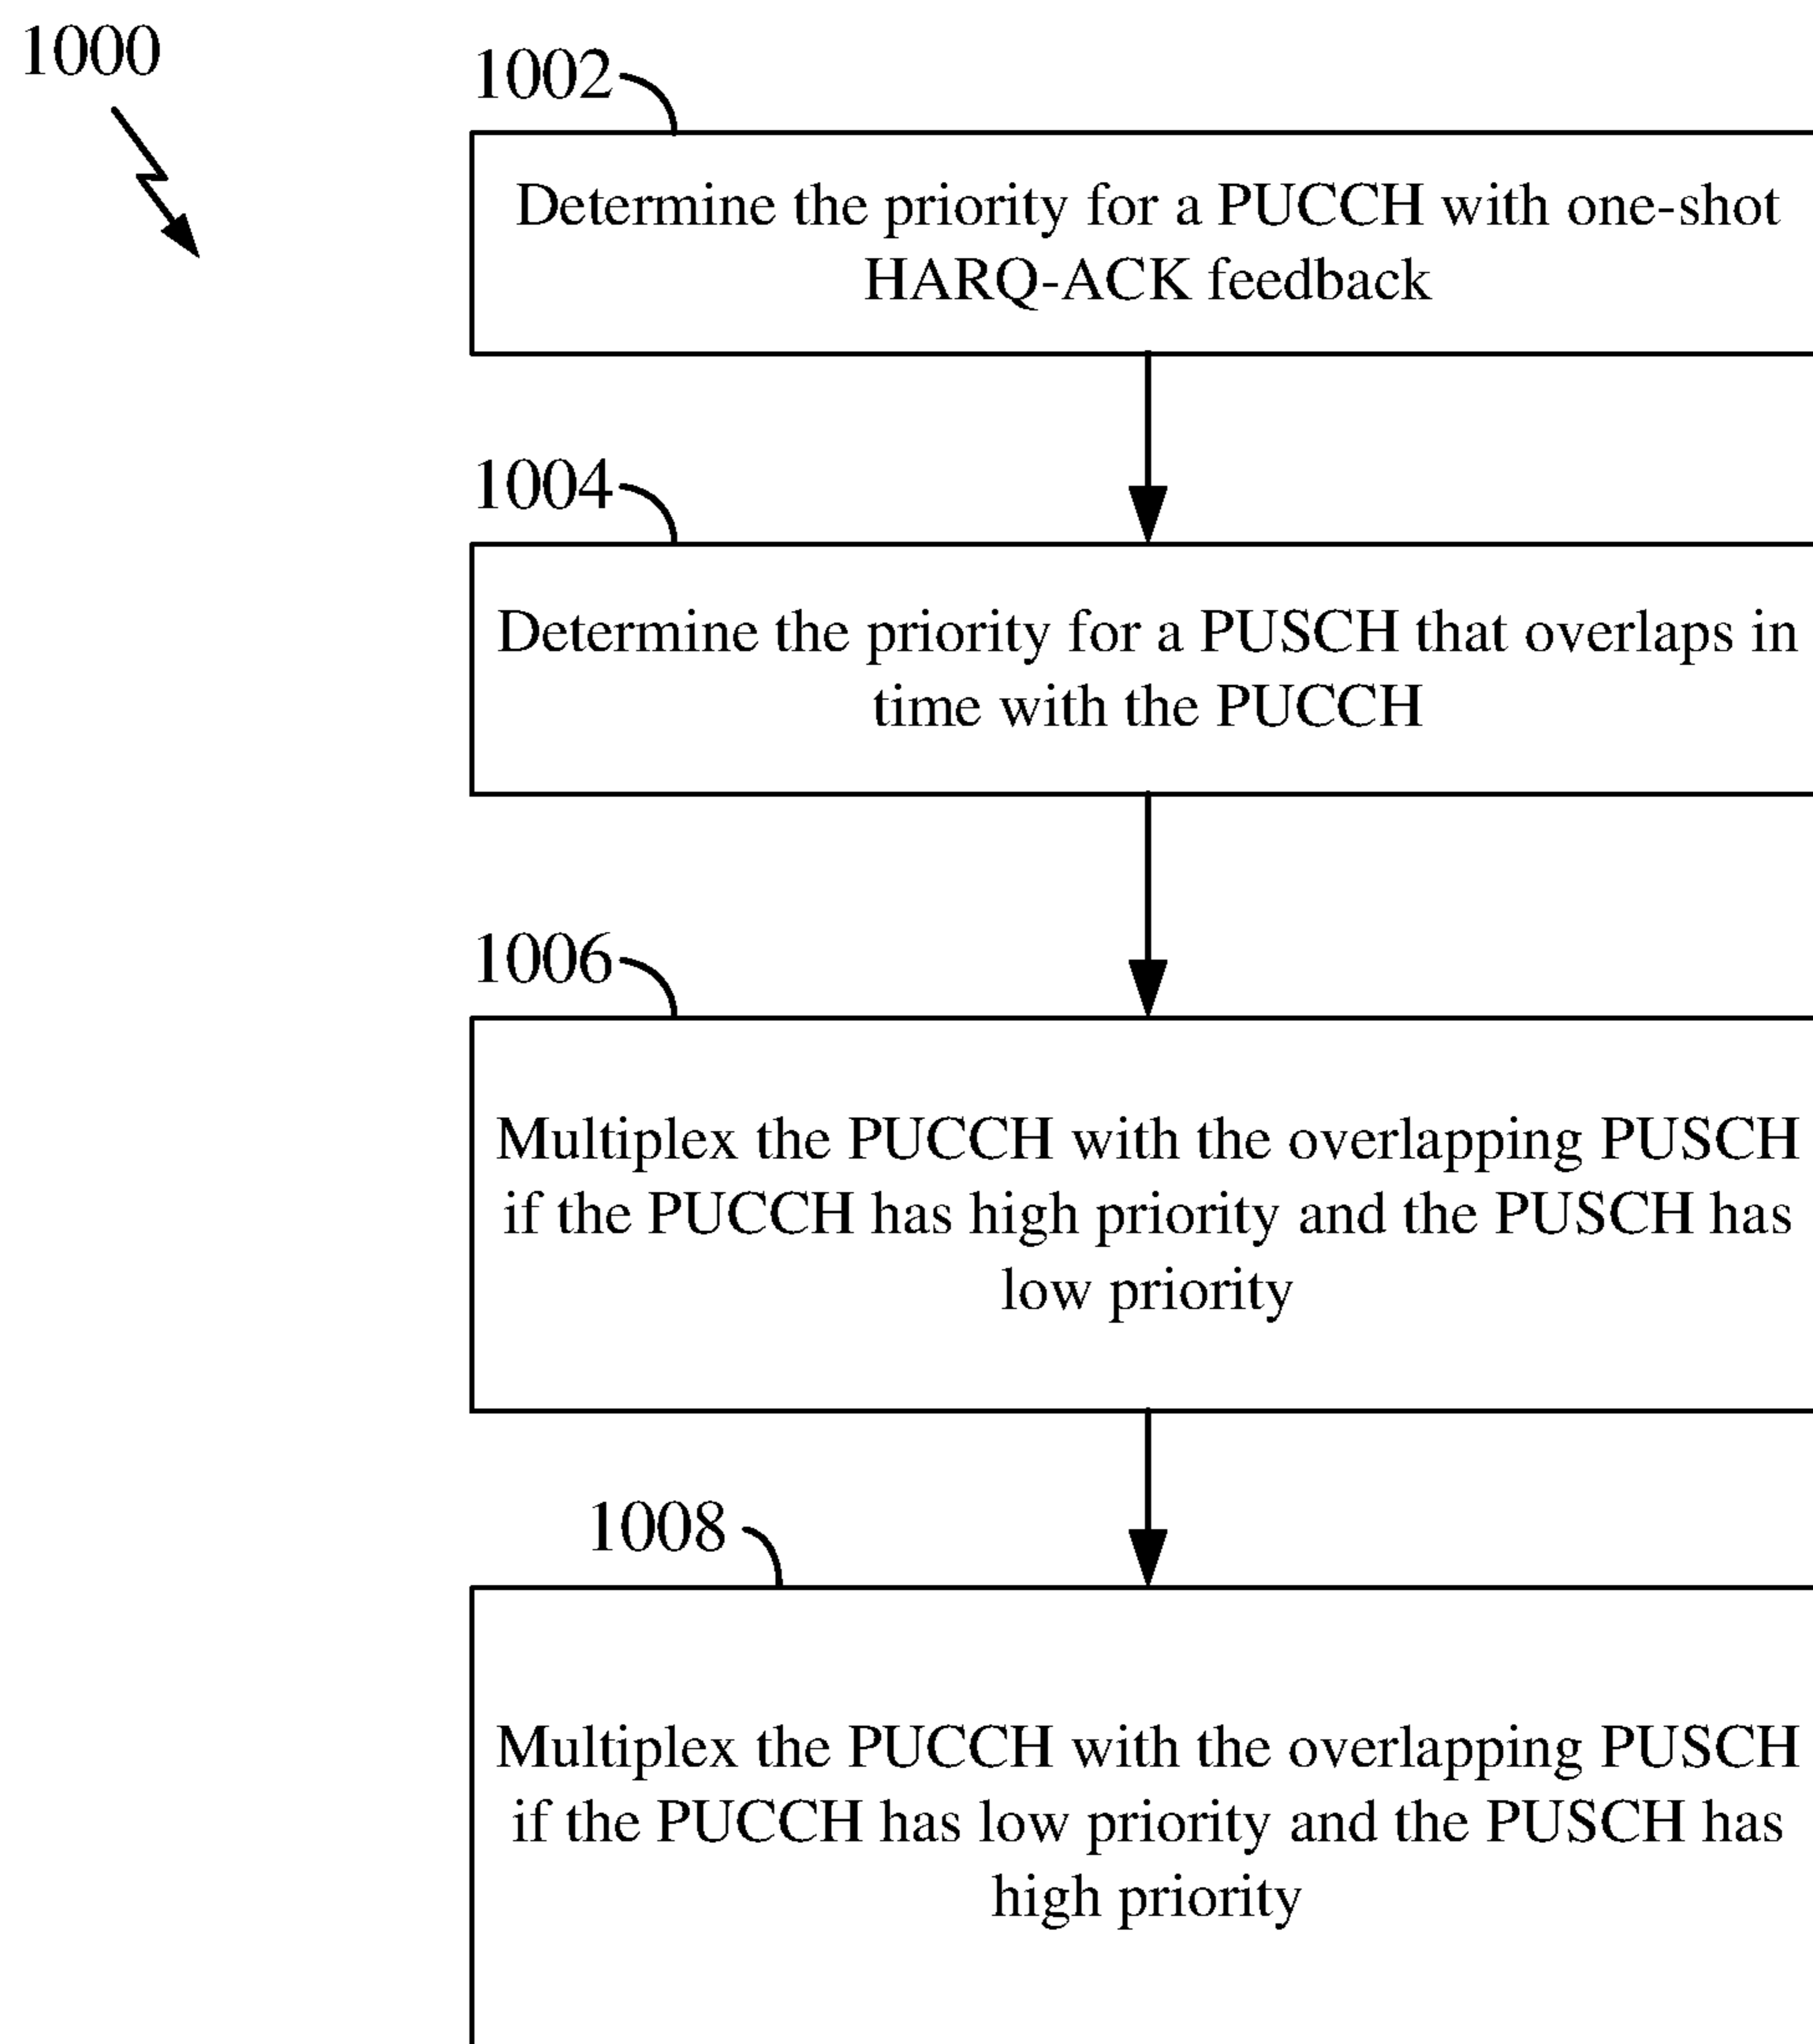 1000
1002
Determine the priority for a PUCCH with one-shot
HARQ-ACK feedback
1004
Determine the priority for a PUSCH that overlaps in
time with the PUCCH
1006
Multiplex the PUCCH with the overlapping PUSCH
if the PUCCH has high priority and the PUSCH has
low priority
1008
Multiplex the PUCCH with the overlapping PUSCH
if the PUCCH has low priority and the PUSCH has
high priority